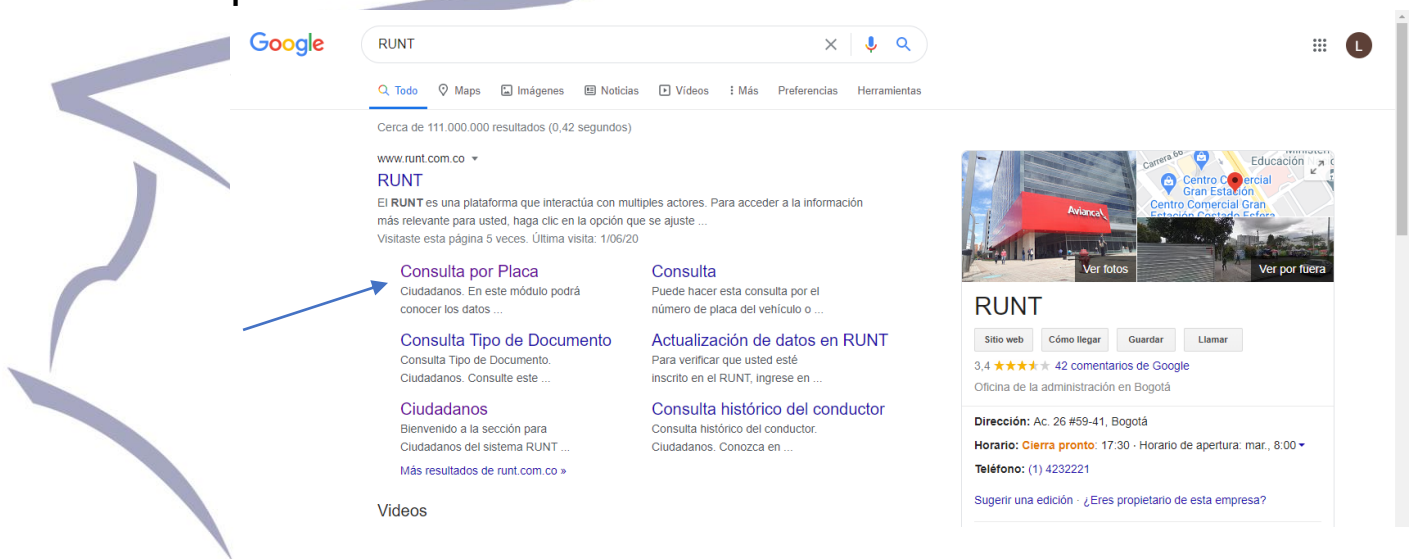 Google
RUNT
L
Todo Maps Imágenes Noticias Vídeos Más Preferencias Herramientas
Cerca de 111.000.000 resultados (0,42 segundos)
www.runt.com.co
RUNT
El RUNT es una plataforma que interactúa con multiples actores. Para acceder a la información
más relevante para usted, haga clic en la opción que se ajuste ...
Visitaste esta página 5 veces. Última visita: 1/06/20
Consulta por Placa
Ciudadanos. En este módulo podrá
conocer los datos ...
Consulta
Puede hacer esta consulta por el
número de placa del vehículo o ...
Consulta Tipo de Documento
Consulta Tipo de Documento.
Ciudadanos. Consulte este ...
Actualización de datos en RUNT
Para verificar que usted esté
inscrito en el RUNT, ingrese en ...
Ciudadanos
Bienvenido a la sección para
Ciudadanos del sistema RUNT ...
Consulta histórico del conductor
Consulta histórico del conductor.
Ciudadanos. Conozca en ...
Más resultados de runt.com.co »
Videos
Avianca
Carrera 66
Educación
Centro Comercial
Gran Estación
Centro Comercial Gran
Estación Costado Esfera
Ver fotos
Ver por fuera
RUNT
Sitio web Cómo llegar Guardar Llamar
3,4 42 comentarios de Google
Oficina de la administración en Bogotá
Dirección: Ac. 26 #59-41, Bogotá
Horario: Cierra pronto: 17:30 · Horario de apertura: mar., 8:00
Teléfono: (1) 4232221
Sugerir una edición · ¿Eres propietario de esta empresa?